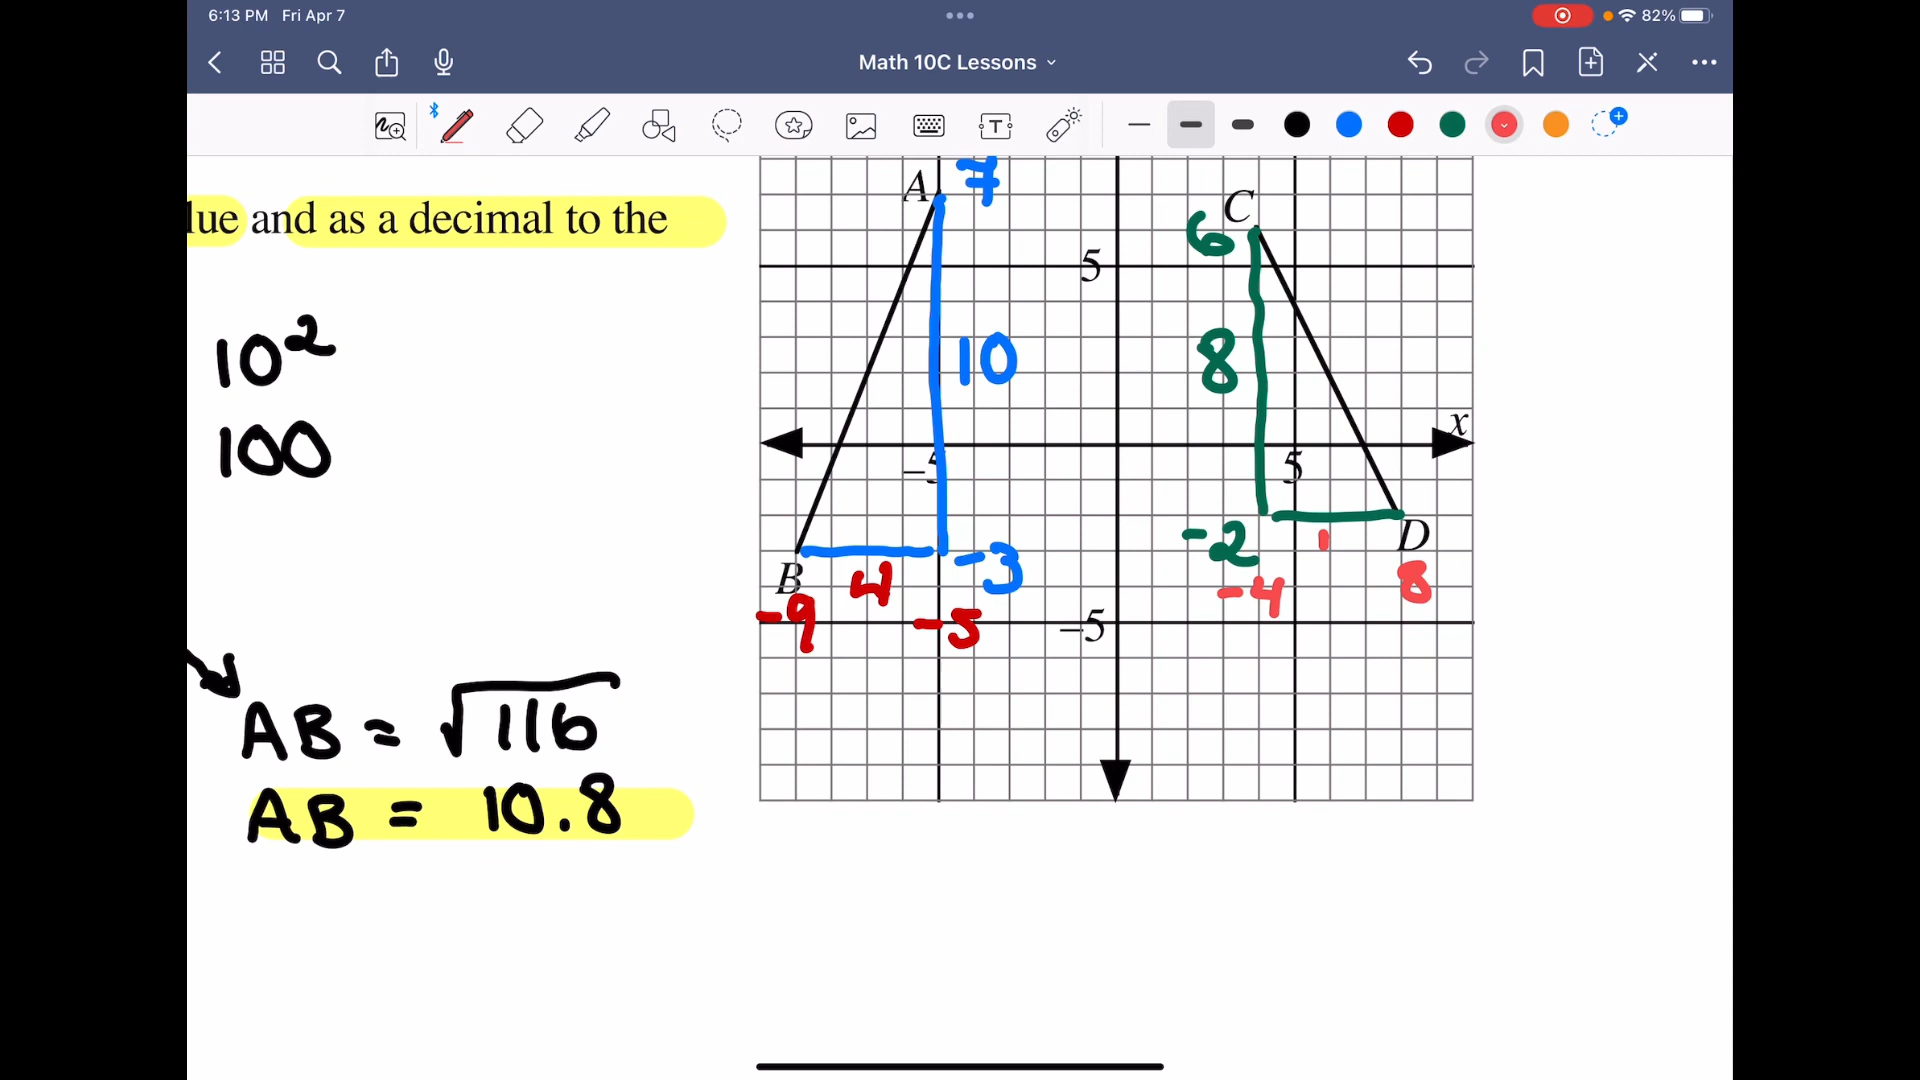 6:13 PM Fri Apr 7
82%
Math 10C Lessons
T
lue and as a decimal to the
10²
100
AB = √116
AB = 10.8
A
7
10
B
4
-3
-9
-5
−5
5
−5
C
6
8
x
5
-2
-4
D
8